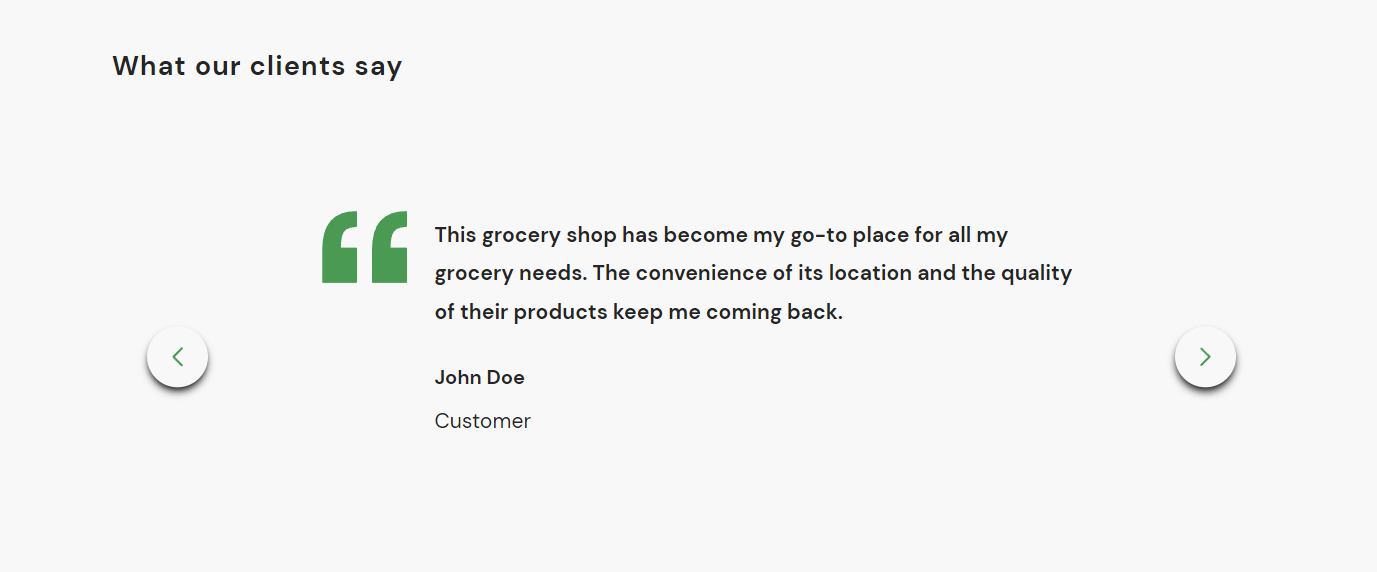 What our clients say
This grocery shop has become my go-to place for all my
grocery needs. The convenience of its location and the quality
of their products keep me coming back.
John Doe
Customer